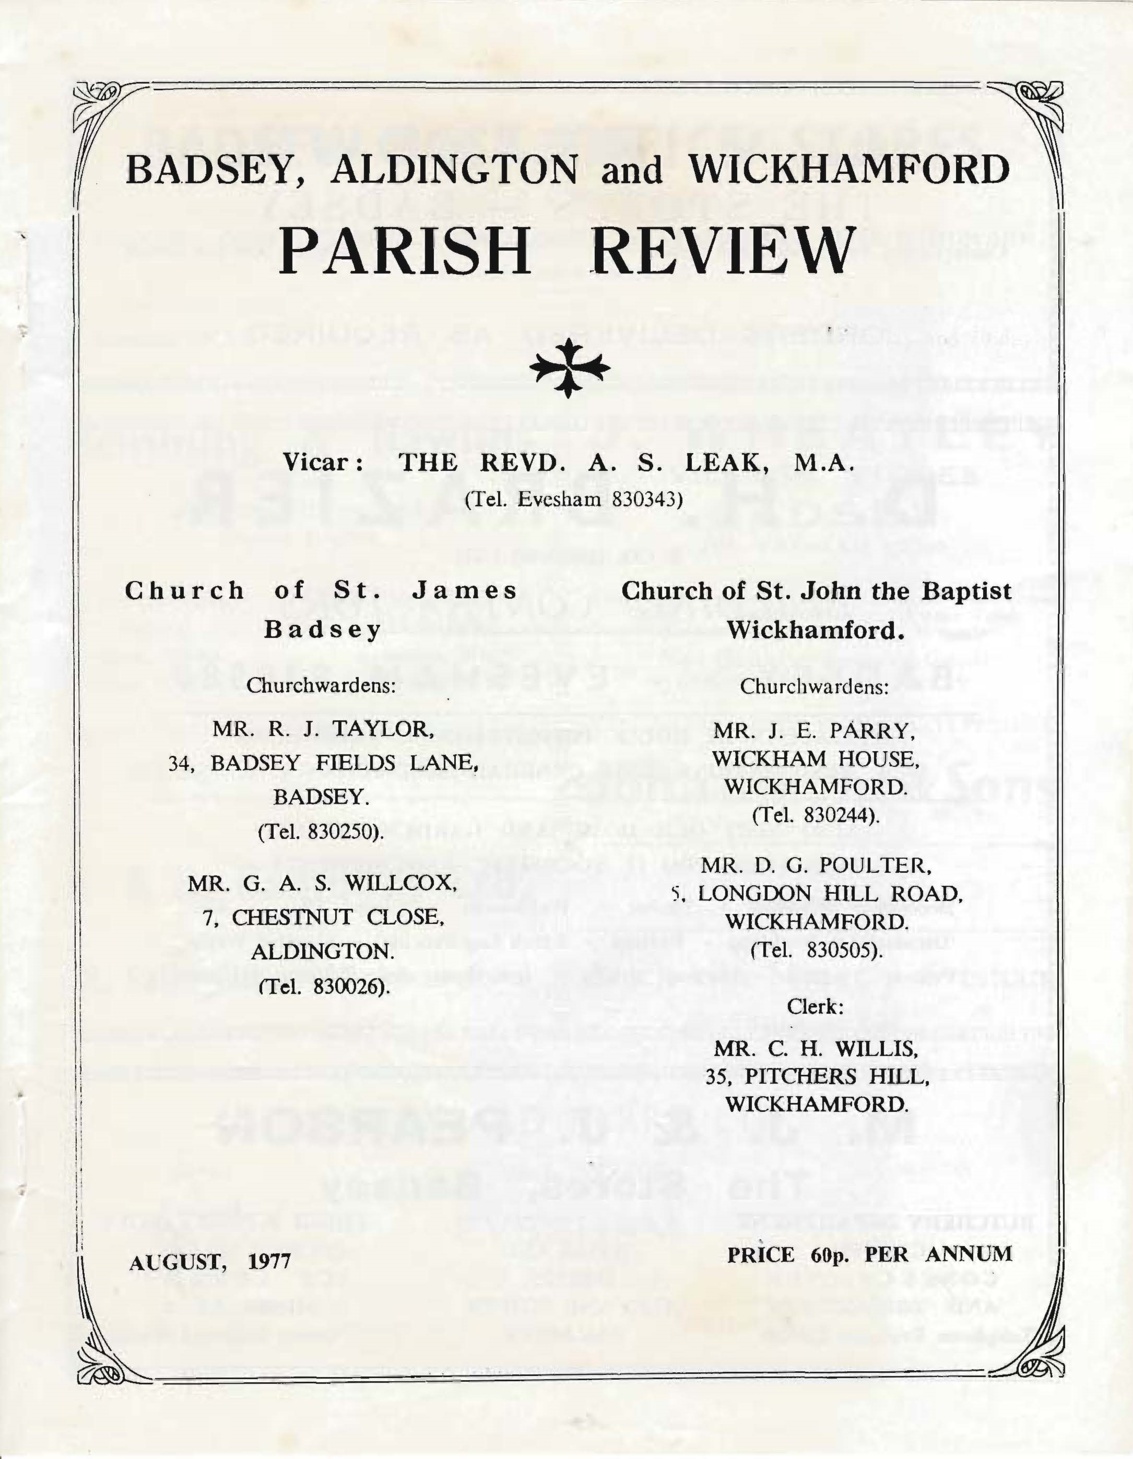 BADSEY, ALDINGTON and WICKHAMFORD
PARISH REVIEW
Vicar: THE REVD. A. S. LEAK, M.A.
(Tel. Evesham 830343)
Church of St. James
Badsey
Churchwardens:
MR. R. J. TAYLOR,
34, BADSEY FIELDS LANE,
BADSEY.
(Tel. 830250).
MR. G. A. S. WILLCOX,
7, CHESTNUT CLOSE,
ALDINGTON.
(Tel. 830026).
Church of St. John the Baptist
Wickhamford.
Churchwardens:
MR. J. E. PARRY,
WICKHAM HOUSE,
WICKHAMFORD.
(Tel. 830244).
MR. D. G. POULTER,
5, LONGDON HILL ROAD,
WICKHAMFORD.
(Tel. 830505).
Clerk:
MR. C. H. WILLIS,
35, PITCHERS HILL,
WICKHAMFORD.
AUGUST, 1977
PRICE 60p. PER ANNUM